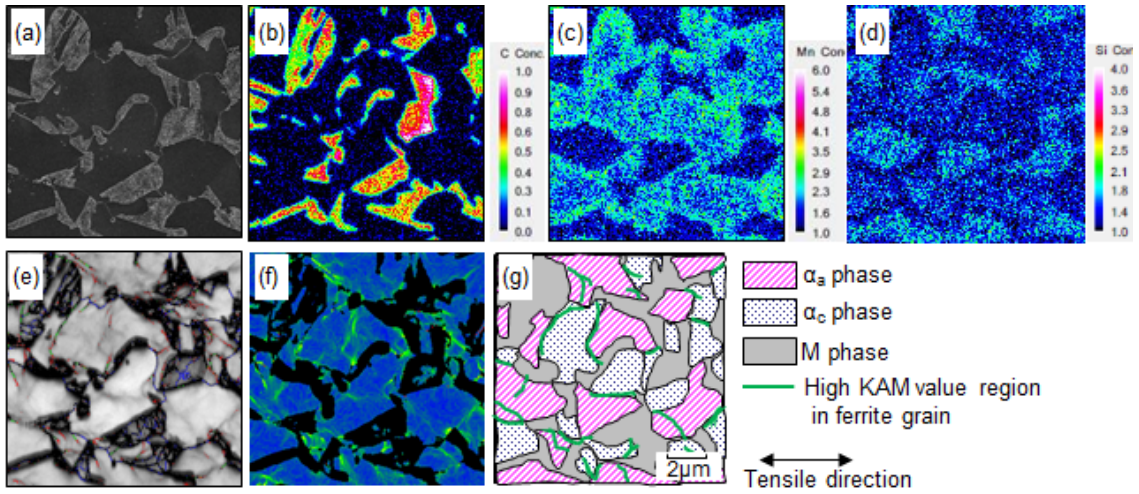 (a)
(b)
C Conc.
1.0
0.9
0.8
0.7
0.6
0.5
0.4
0.3
0.2
0.1
0.0
(c)
Mn Conc
6.0
5.4
4.8
4.1
3.5
2.9
2.3
1.6
1.0
(d)
Si Con
4.0
3.6
3.3
2.9
2.5
2.1
1.8
1.4
1.0
(e)
(f)
(g)
2μm
αa phase
αc phase
M phase
High KAM value region
in ferrite grain
Tensile direction